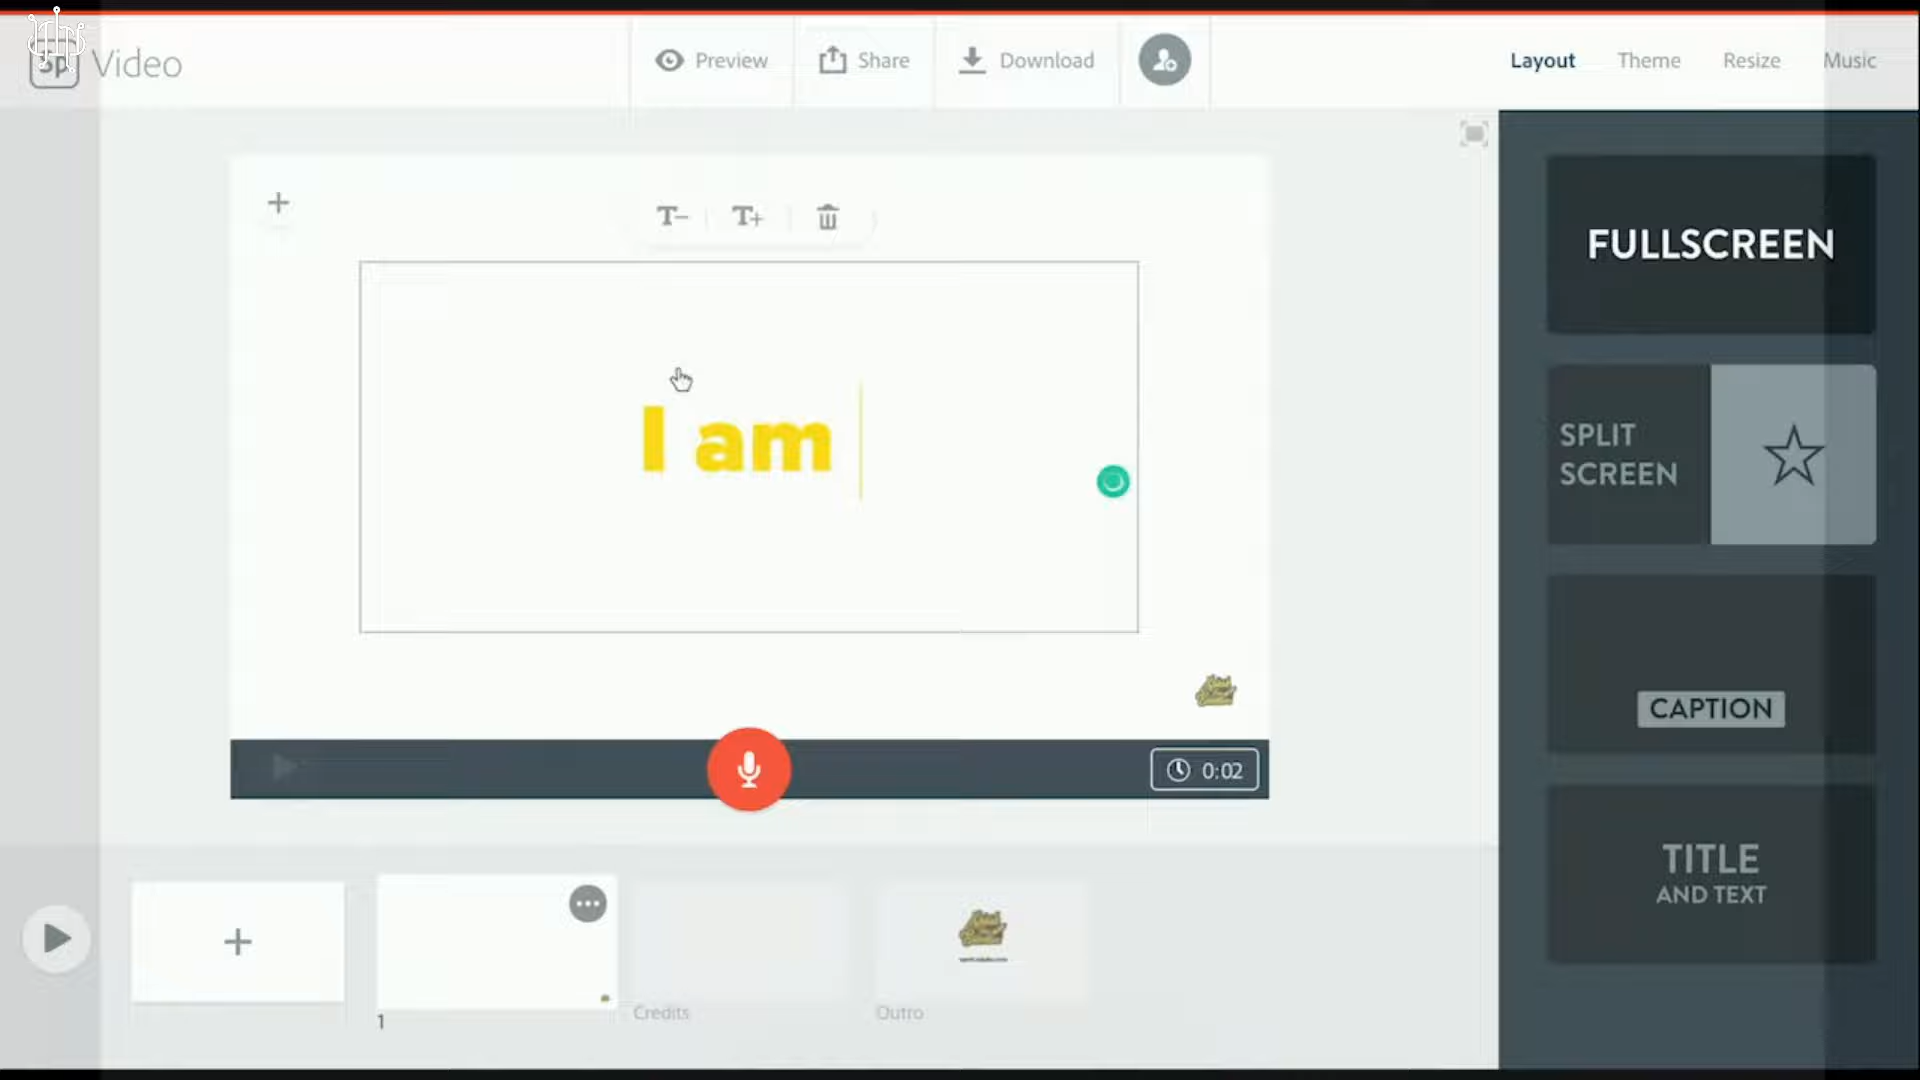 Sp Video
Preview
Share
Download
Layout
Theme
Resize
Music
T−
T+
I am
0:02
FULLSCREEN
SPLIT
SCREEN
CAPTION
TITLE
AND TEXT
1
Credits
Outro